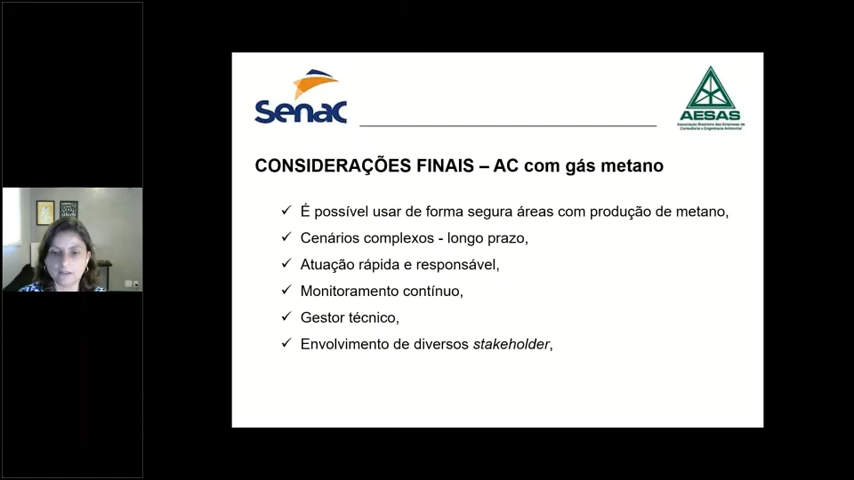 senac
AESAS
Associação Brasileira das Empresas de
Consultoria e Engenharia Ambiental
CONSIDERAÇÕES FINAIS – AC com gás metano
✓ É possível usar de forma segura áreas com produção de metano,
✓ Cenários complexos - longo prazo,
✓ Atuação rápida e responsável,
✓ Monitoramento contínuo,
✓ Gestor técnico,
✓ Envolvimento de diversos stakeholder,